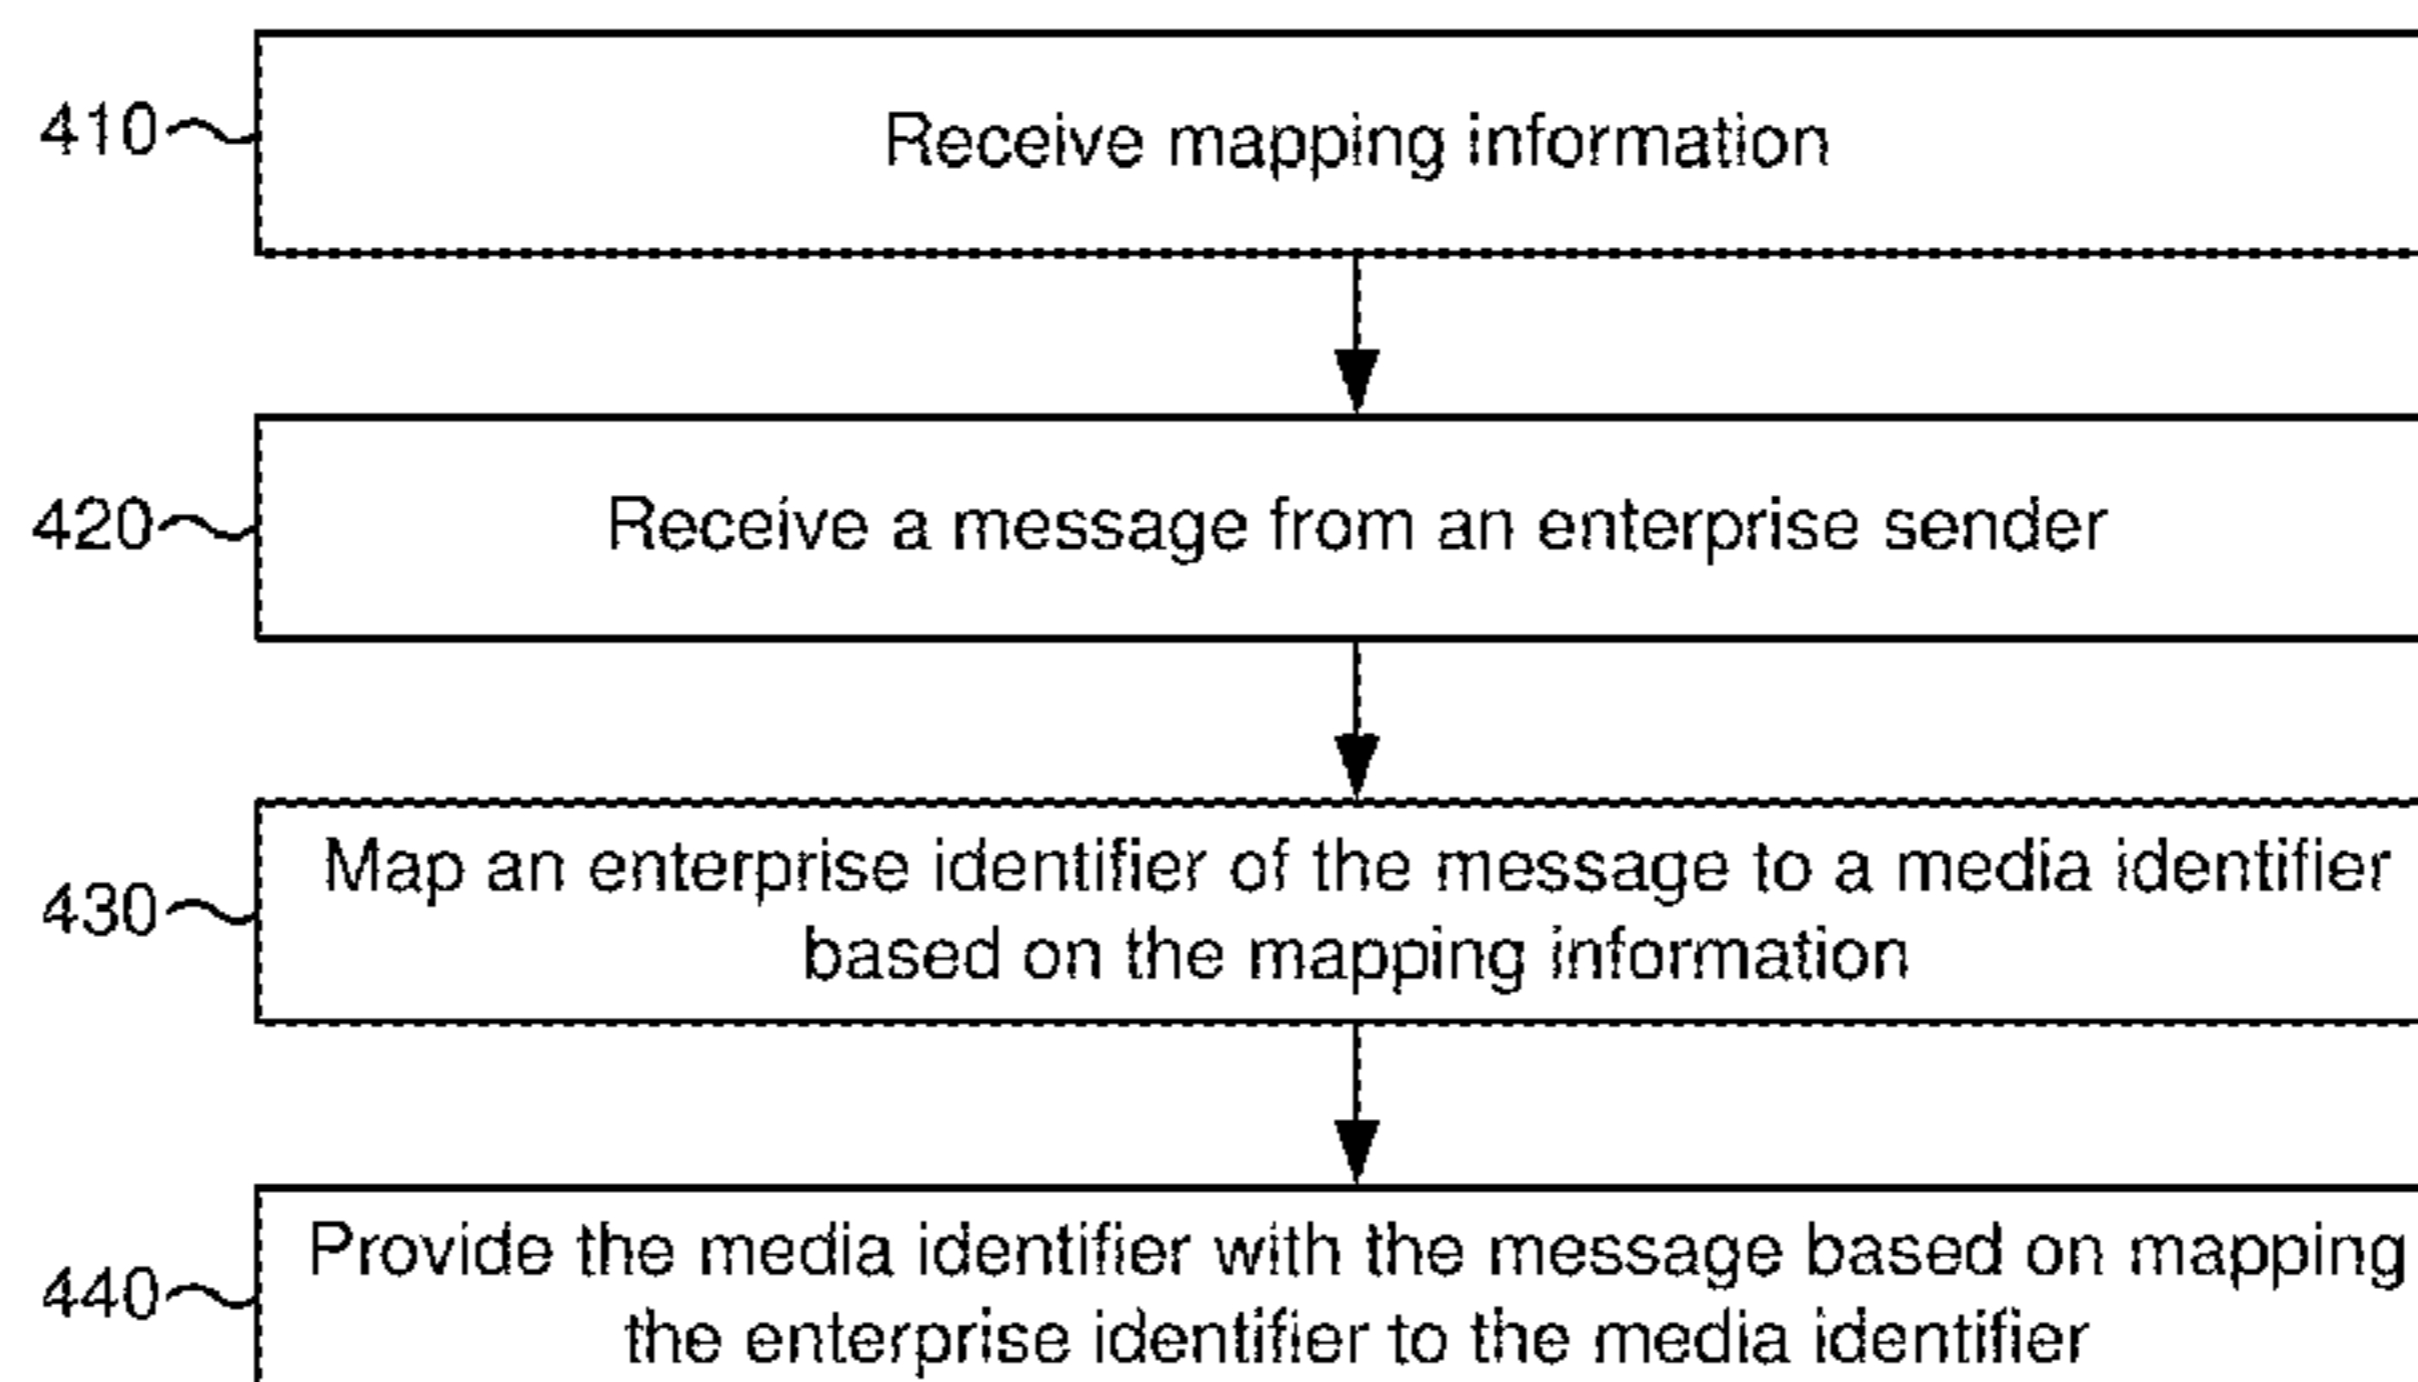 410
Receive mapping information
420
Receive a message from an enterprise sender
430
Map an enterprise identifier of the message to a media identifier
based on the mapping information
440
Provide the media identifier with the message based on mapping
the enterprise identifier to the media identifier